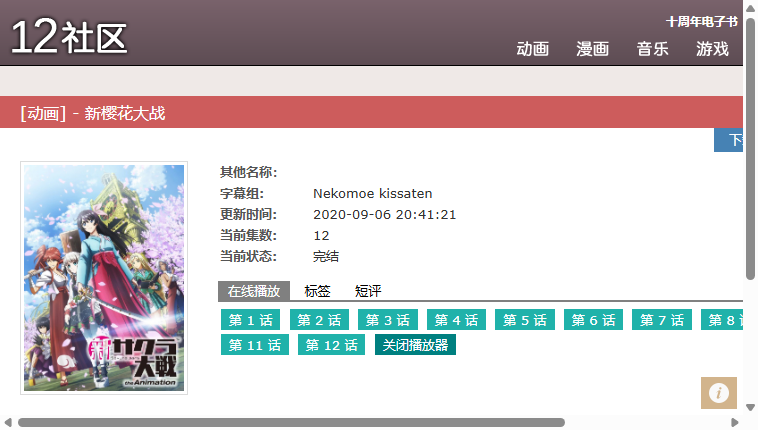 12社区
十周年电子书
动画 漫画 音乐 游戏
[动画] - 新樱花大战
其他名称:
字幕组: Nekomoe kissaten
更新时间: 2020-09-06 20:41:21
当前集数: 12
当前状态: 完结
在线播放 标签 短评
第 1 话 第 2 话 第 3 话 第 4 话 第 5 话 第 6 话 第 7 话 第 8
第 11 话 第 12 话 关闭播放器
新サクラ
大戦
the Animation
i